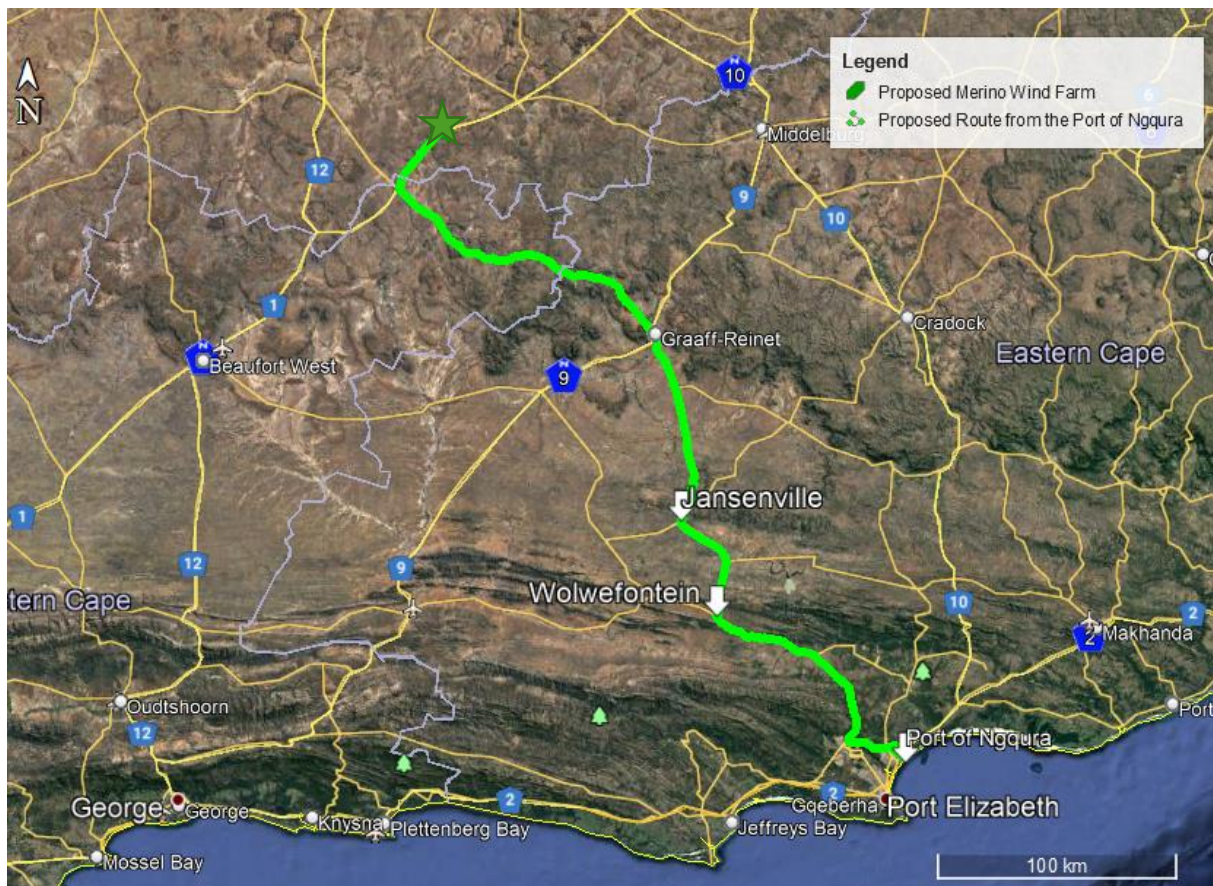 N
Legend
Proposed Merino Wind Farm
Proposed Route from the Port of Ngqura
N
10
6
Middelburg
12
9
10
1
Graaff-Reinet
Cradock
Eastern Cape
N
Beaufort West
N
9
Jansenville
1
12
9
Wolwefontein
tern Cape
10
2
Makhanda
2
Oudtshoorn
12
Port
Port of Ngqura
George
George
2
2
Gqeberha
Port Elizabeth
Knysna
Plettenberg Bay
Jeffreys Bay
Mossel Bay
100 km